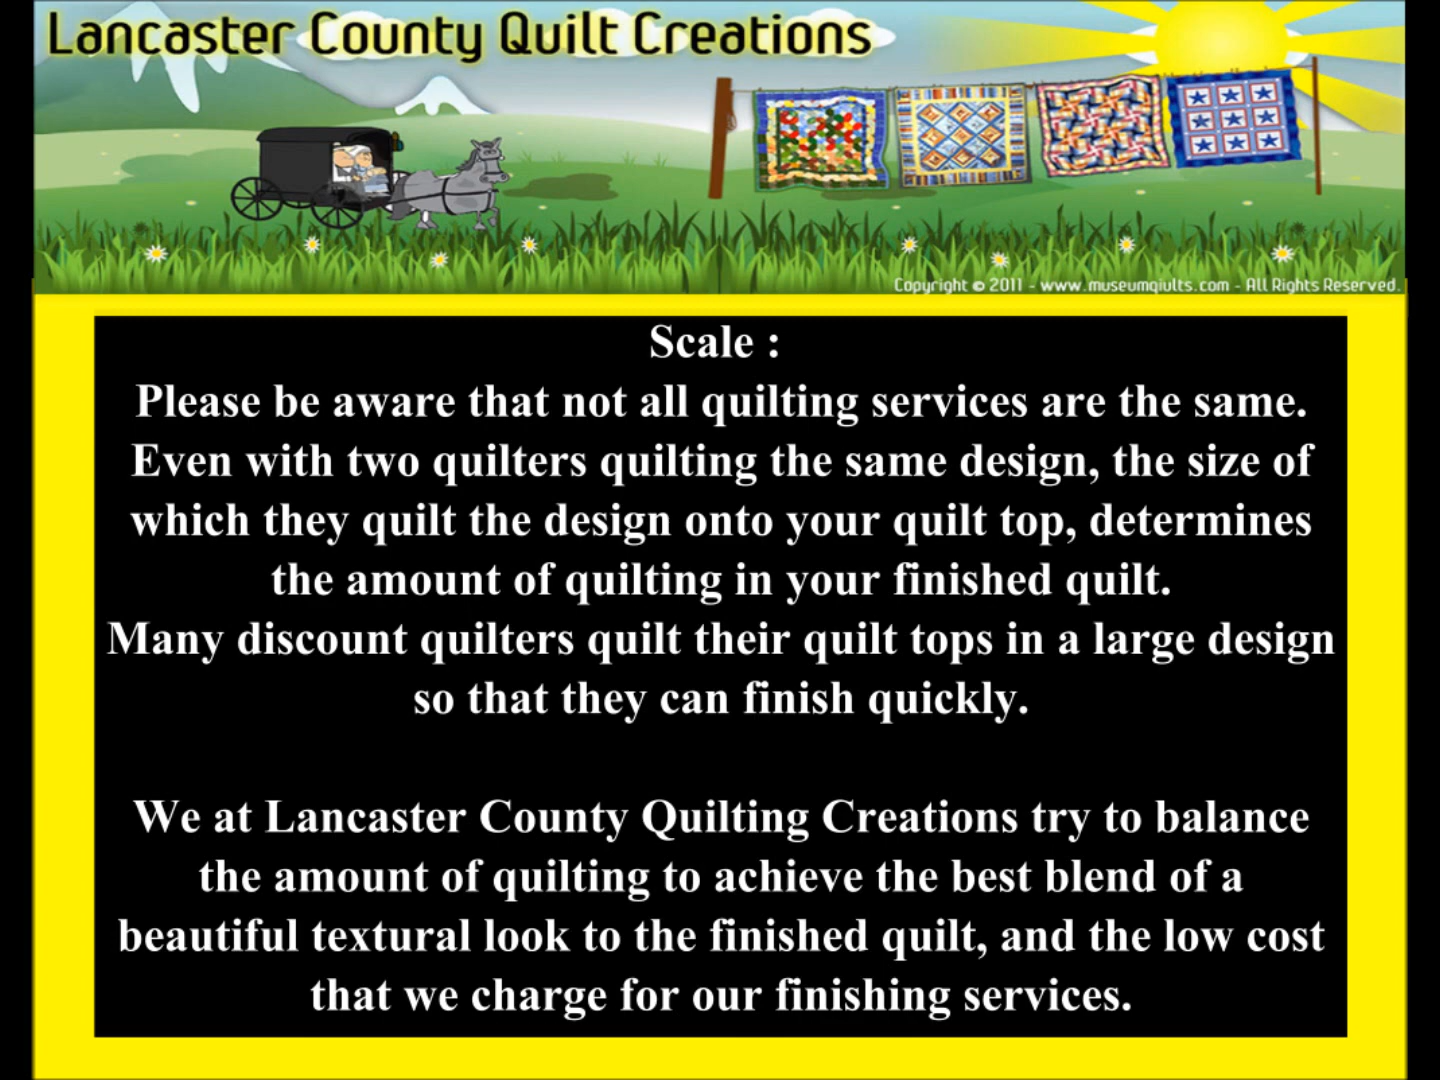 Lancaster County Quilt Creations
Copyright © 2011 - www.museumqiults.com - All Rights Reserved.
Scale :
Please be aware that not all quilting services are the same.
Even with two quilters quilting the same design, the size of
which they quilt the design onto your quilt top, determines
the amount of quilting in your finished quilt.
Many discount quilters quilt their quilt tops in a large design
so that they can finish quickly.
We at Lancaster County Quilting Creations try to balance
the amount of quilting to achieve the best blend of a
beautiful textural look to the finished quilt, and the low cost
that we charge for our finishing services.